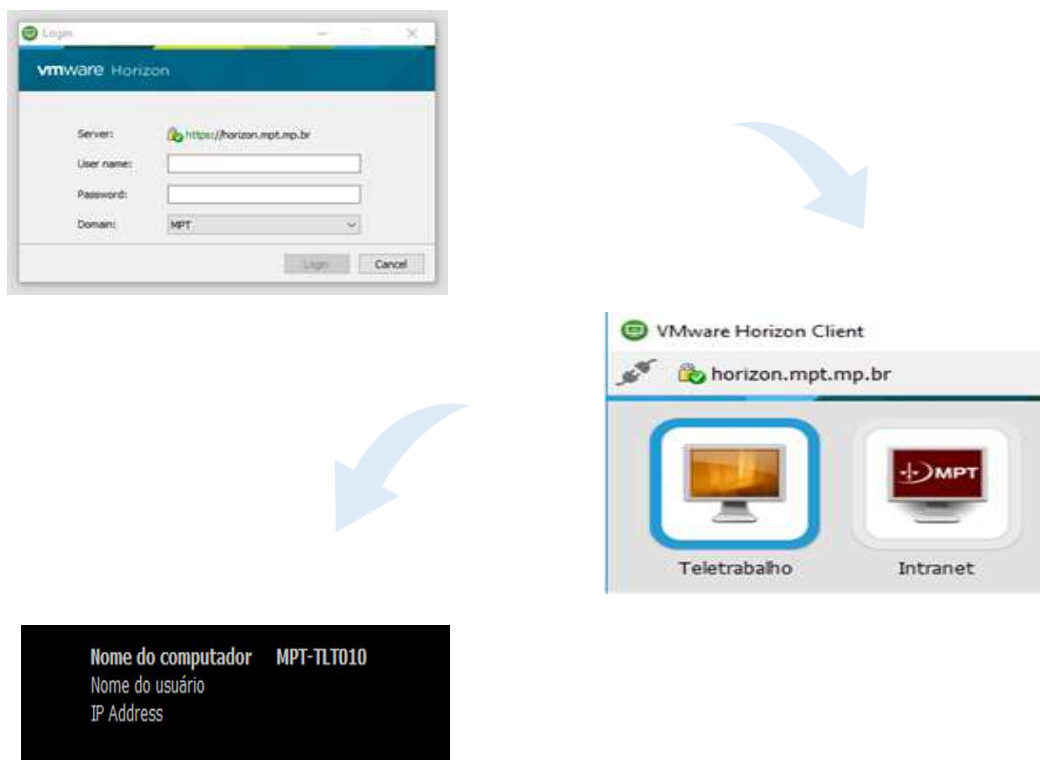 Login
vmware Horizon
Server: https://horizon.mpt.mp.br
User name:
Password:
Domain: MPT
Login Cancel
VMware Horizon Client
horizon.mpt.mp.br
MPT
Teletrabalho Intranet
Nome do computador MPT-TLT010
Nome do usuário
IP Address